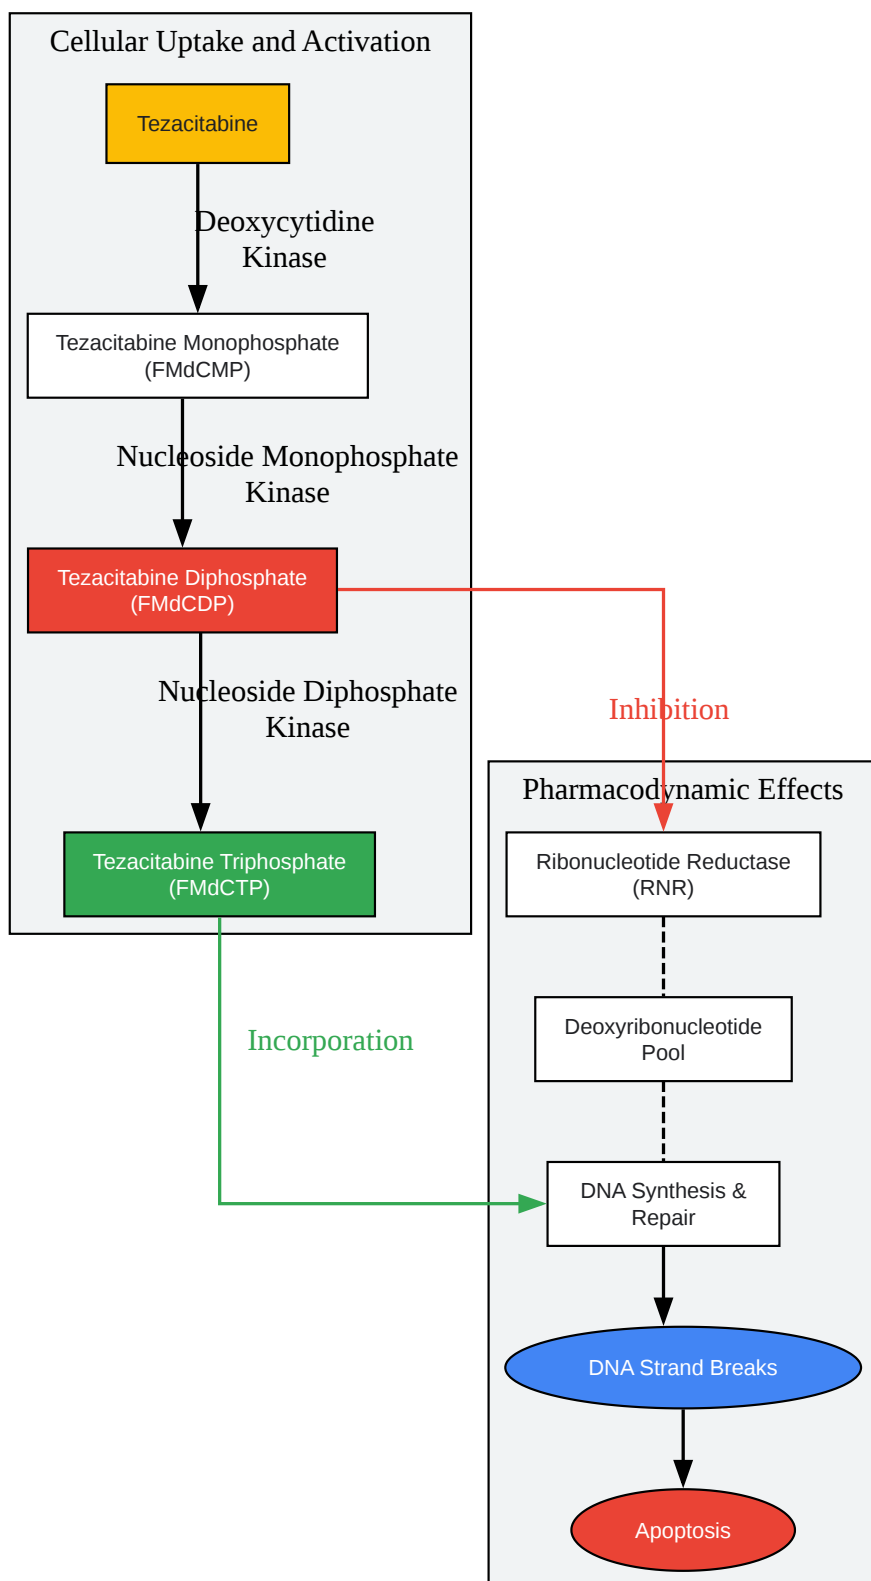 Cellular Uptake and Activation
Tezacitabine
Deoxycytidine
Kinase
Tezacitabine Monophosphate
(FMdCMP)
Nucleoside Monophosphate
Kinase
Tezacitabine Diphosphate
(FMdCDP)
Nucleoside Diphosphate
Kinase
Inhibition
Pharmacodynamic Effects
Tezacitabine Triphosphate
(FMdCTP)
Ribonucleotide Reductase
(RNR)
Incorporation
Deoxyribonucleotide
Pool
DNA Synthesis &
Repair
DNA Strand Breaks
Apoptosis